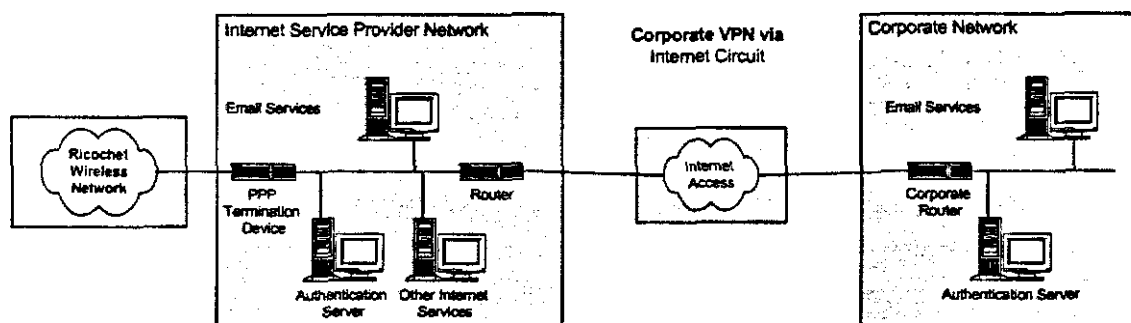 Internet Service Provider Network
Corporate VPN via
Internet Circuit
Corporate Network
Email Services
Email Services
Ricochet
Wireless
Network
Internet
Access
PPP
Termination
Device
Router
Corporate
Router
Authentication
Server
Other Internet
Services
Authentication Server